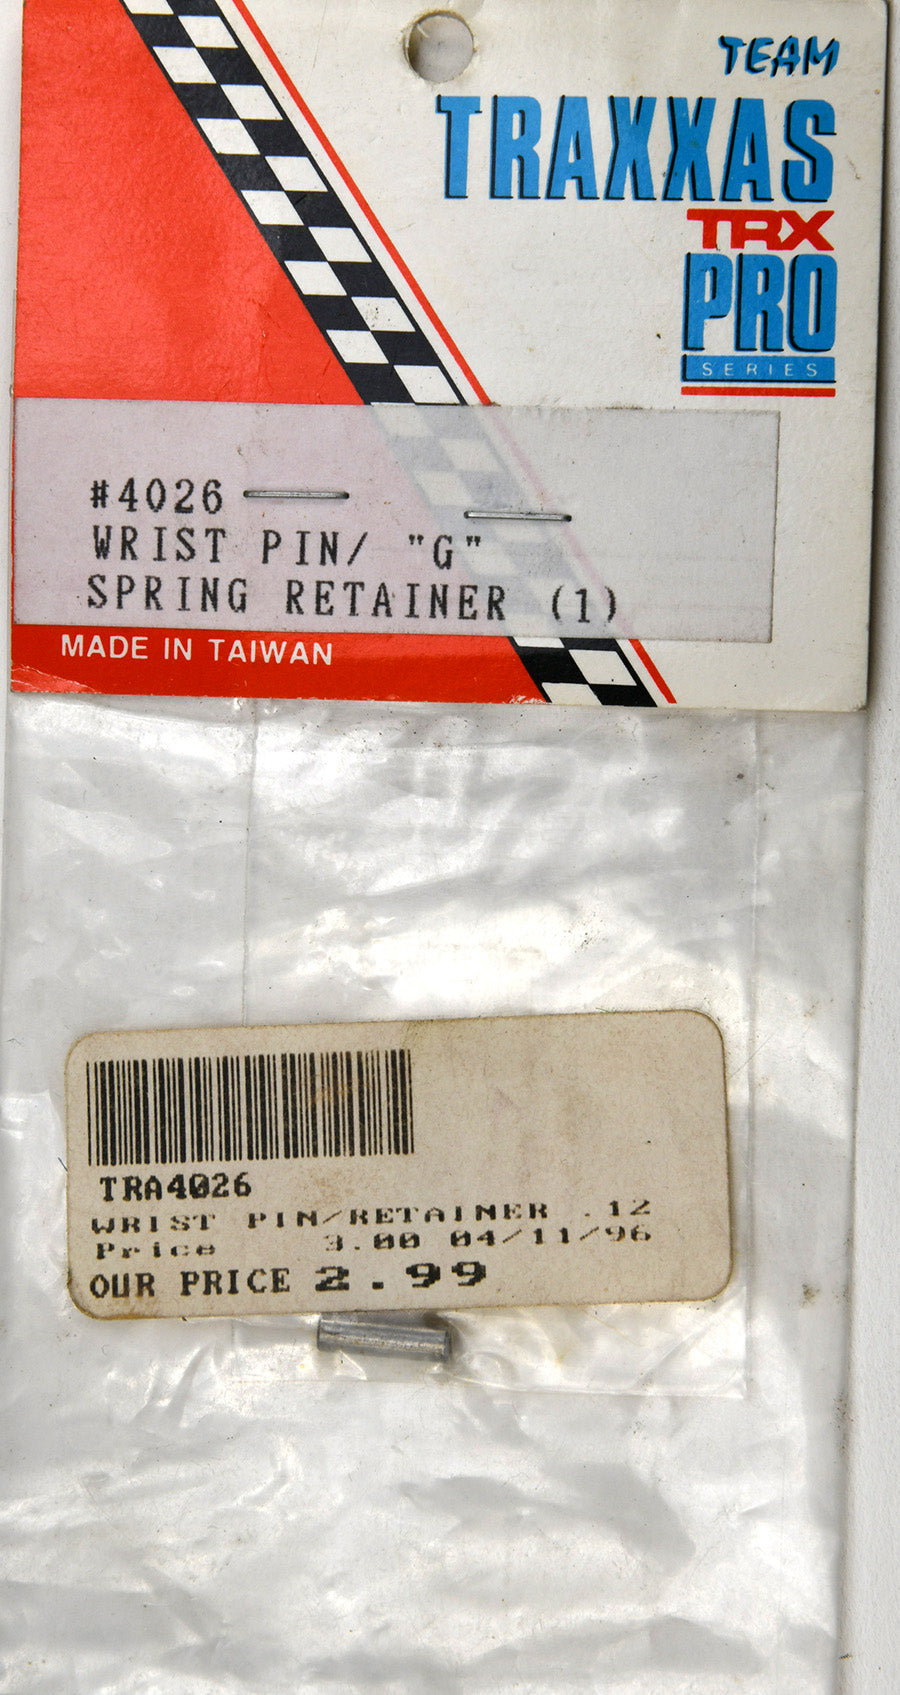 TEAM
TRAXXAS
TRX
PRO
SERIES
#4026
WRIST PIN/ "G"
SPRING RETAINER (1)
MADE IN TAIWAN
TRA4026
WRIST PIN/RETAINER .12
Price 3.00 04/11/96
OUR PRICE 2.99